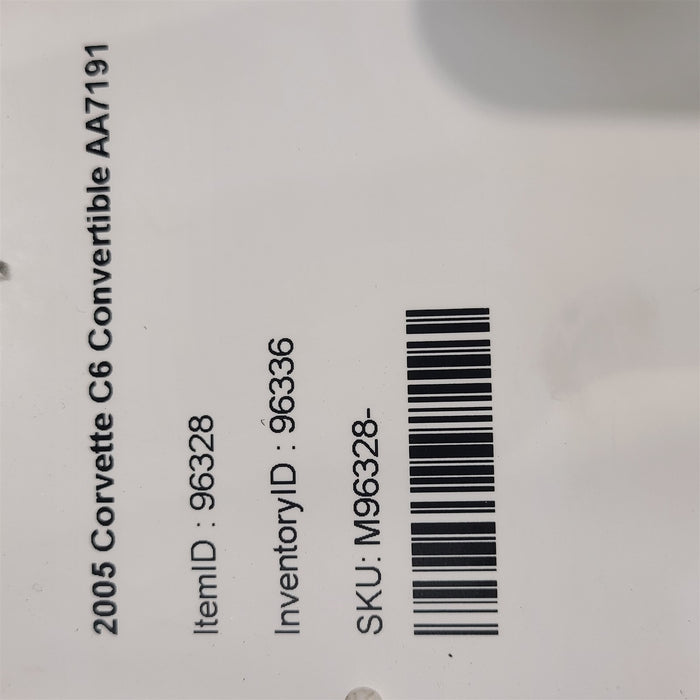 2005 Corvette C6 Convertible AA7191
ItemID : 96328
InventoryID : 96336
SKU: M96328-